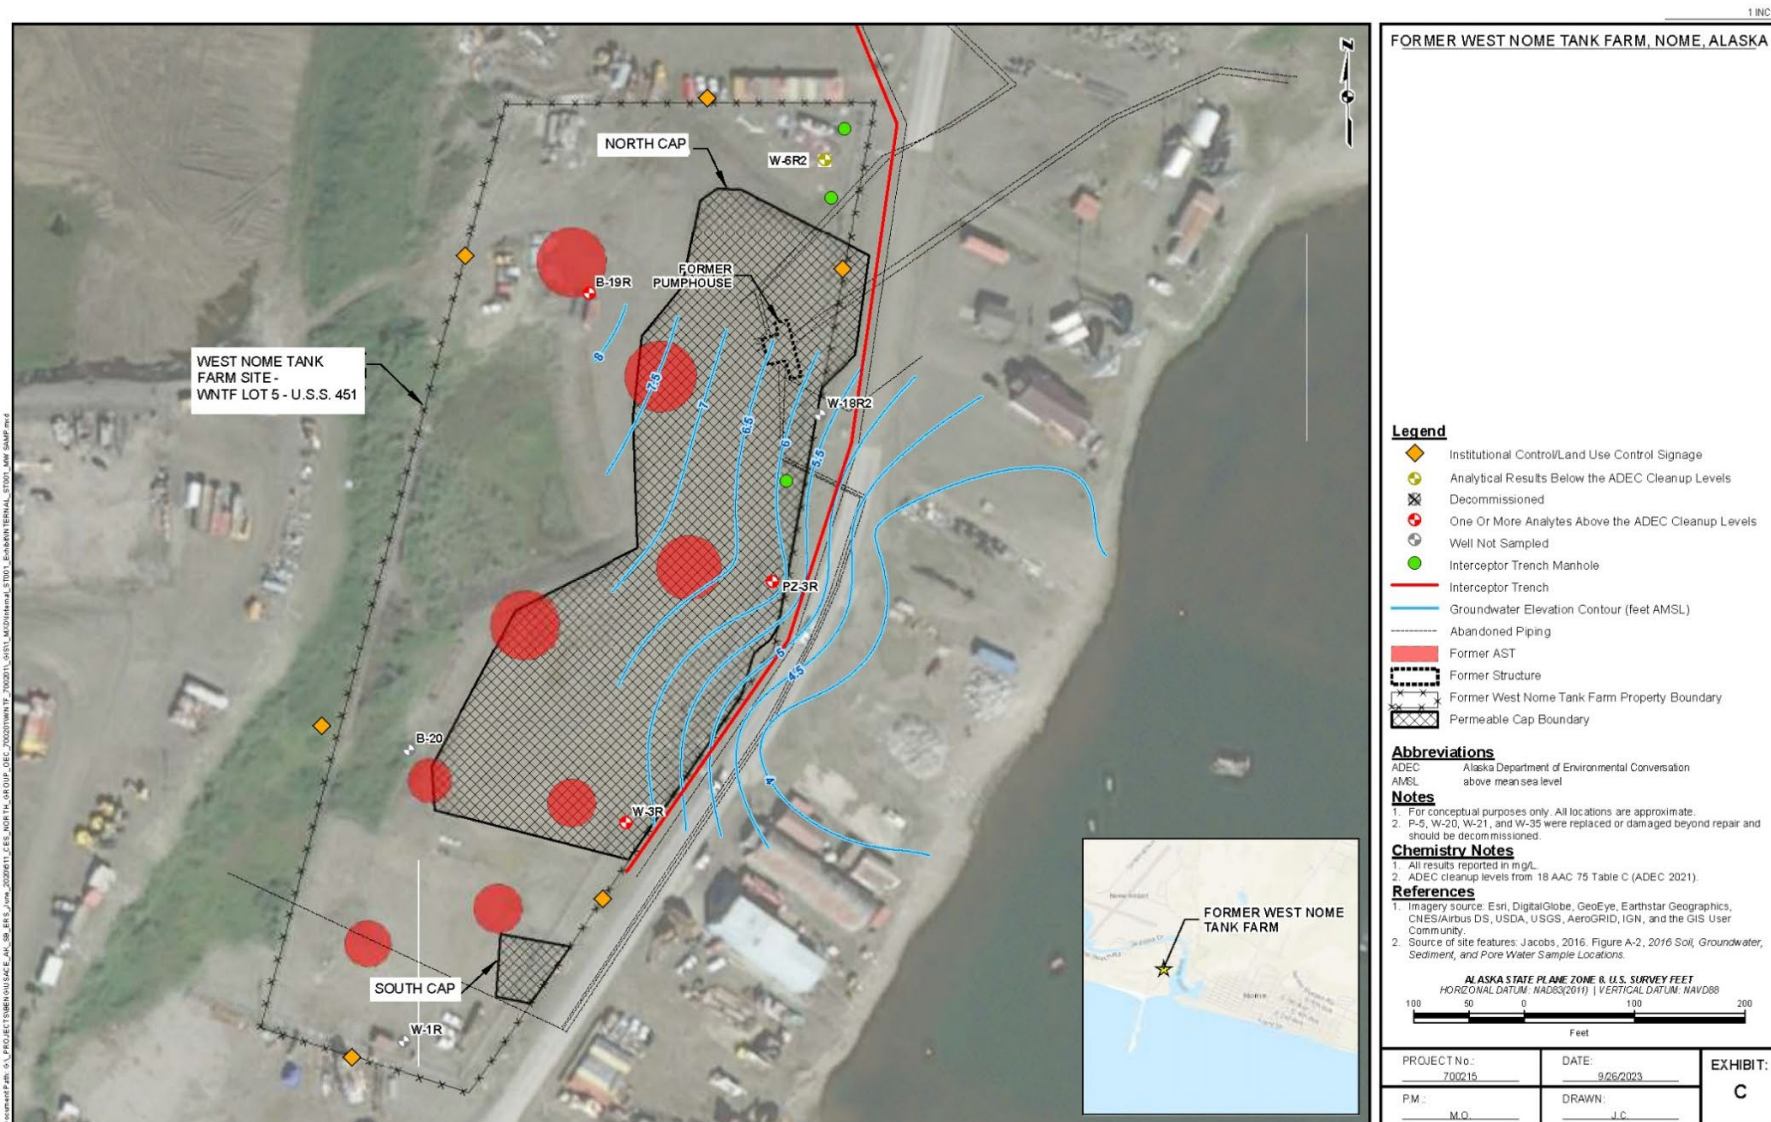 1 INC
FORMER WEST NOME TANK FARM, NOME, ALASKA
Z
NORTH CAP
W-6R2
B-19R
FORMER
PUMPHOUSE
8
WEST NOME TANK
FARM SITE -
WNTF LOT 5 - U.S.S. 451
7.5
7
6.5
6
5.5
W-18R2
PZ-3R
5
4.5
4
B-20
W-3R
SOUTH CAP
W-1R
FORMER WEST NOME
TANK FARM
Nome
Legend
Institutional Control/Land Use Control Signage
Analytical Results Below the ADEC Cleanup Levels
Decommissioned
One Or More Analytes Above the ADEC Cleanup Levels
Well Not Sampled
Interceptor Trench Manhole
Interceptor Trench
Groundwater Elevation Contour (feet AMSL)
Abandoned Piping
Former AST
Former Structure
Former West Nome Tank Farm Property Boundary
Permeable Cap Boundary
Abbreviations
ADEC Alaska Department of Environmental Conversation
AMSL above mean sea level
Notes
1. For conceptual purposes only. All locations are approximate.
2. P-5, W-20, W-21, and W-35 were replaced or damaged beyond repair and
should be decommissioned.
Chemistry Notes
1. All results reported in mg/L.
2. ADEC cleanup levels from 18 AAC 75 Table C (ADEC 2021).
References
1. Imagery source: Esri, DigitalGlobe, GeoEye, Earthstar Geographics,
CNES/Airbus DS, USDA, USGS, AeroGRID, IGN, and the GIS User
Community.
2. Source of site features: Jacobs, 2016. Figure A-2, 2016 Soil, Groundwater,
Sediment, and Pore Water Sample Locations.
ALASKA STATE PLANE ZONE 8, U.S. SURVEY FEET
HORIZONAL DATUM: NAD83(2011) | VERTICAL DATUM: NAVD88
100 50 0 100 200
Feet
PROJECT No.:
700215
DATE:
9/26/2023
EXHIBIT:
C
P.M.:
M.O.
DRAWN:
J.C.